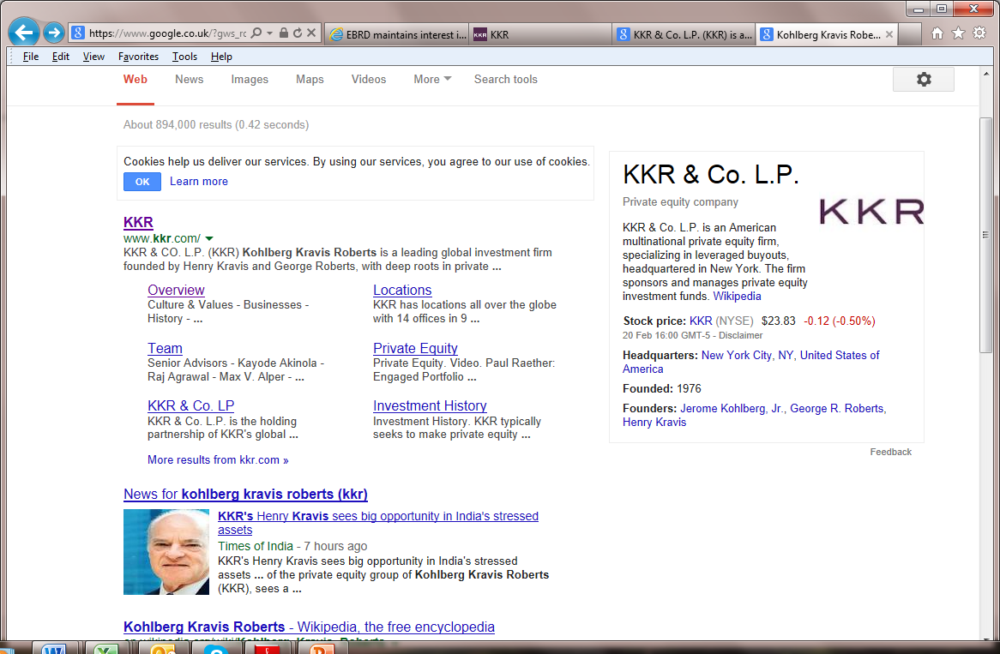 https://www.google.co.uk/?gws_rc
EBRD maintains interest i...
KKR KKR
KKR & Co. L.P. (KKR) is a...
Kohlberg Kravis Robe...
File Edit View Favorites Tools Help
Web News Images Maps Videos More Search tools
About 894,000 results (0.42 seconds)
Cookies help us deliver our services. By using our services, you agree to our use of cookies.
OK Learn more
KKR
www.kkr.com/
KKR & CO. L.P. (KKR) Kohlberg Kravis Roberts is a leading global investment firm
founded by Henry Kravis and George Roberts, with deep roots in private ...
Overview
Culture & Values - Businesses -
History - ...
Locations
KKR has locations all over the globe
with 14 offices in 9 ...
Team
Senior Advisors - Kayode Akinola -
Raj Agrawal - Max V. Alper - ...
Private Equity
Private Equity. Video. Paul Raether:
Engaged Portfolio ...
KKR & Co. LP
KKR & Co. L.P. is the holding
partnership of KKR's global ...
Investment History
Investment History. KKR typically
seeks to make private equity ...
More results from kkr.com »
News for kohlberg kravis roberts (kkr)
KKR's Henry Kravis sees big opportunity in India's stressed
assets
Times of India - 7 hours ago
KKR's Henry Kravis sees big opportunity in India's stressed
assets ... of the private equity group of Kohlberg Kravis Roberts
(KKR), sees a ...
Kohlberg Kravis Roberts - Wikipedia, the free encyclopedia
en.wikipedia.org/wiki/Kohlberg_Kravis_Roberts
KKR & Co. L.P.
Private equity company
KKR
KKR & Co. L.P. is an American
multinational private equity firm,
specializing in leveraged buyouts,
headquartered in New York. The firm
sponsors and manages private equity
investment funds. Wikipedia
Stock price: KKR (NYSE) $23.83 -0.12 (-0.50%)
20 Feb 16:00 GMT-5 - Disclaimer
Headquarters: New York City, NY, United States of
America
Founded: 1976
Founders: Jerome Kohlberg, Jr., George R. Roberts,
Henry Kravis
Feedback